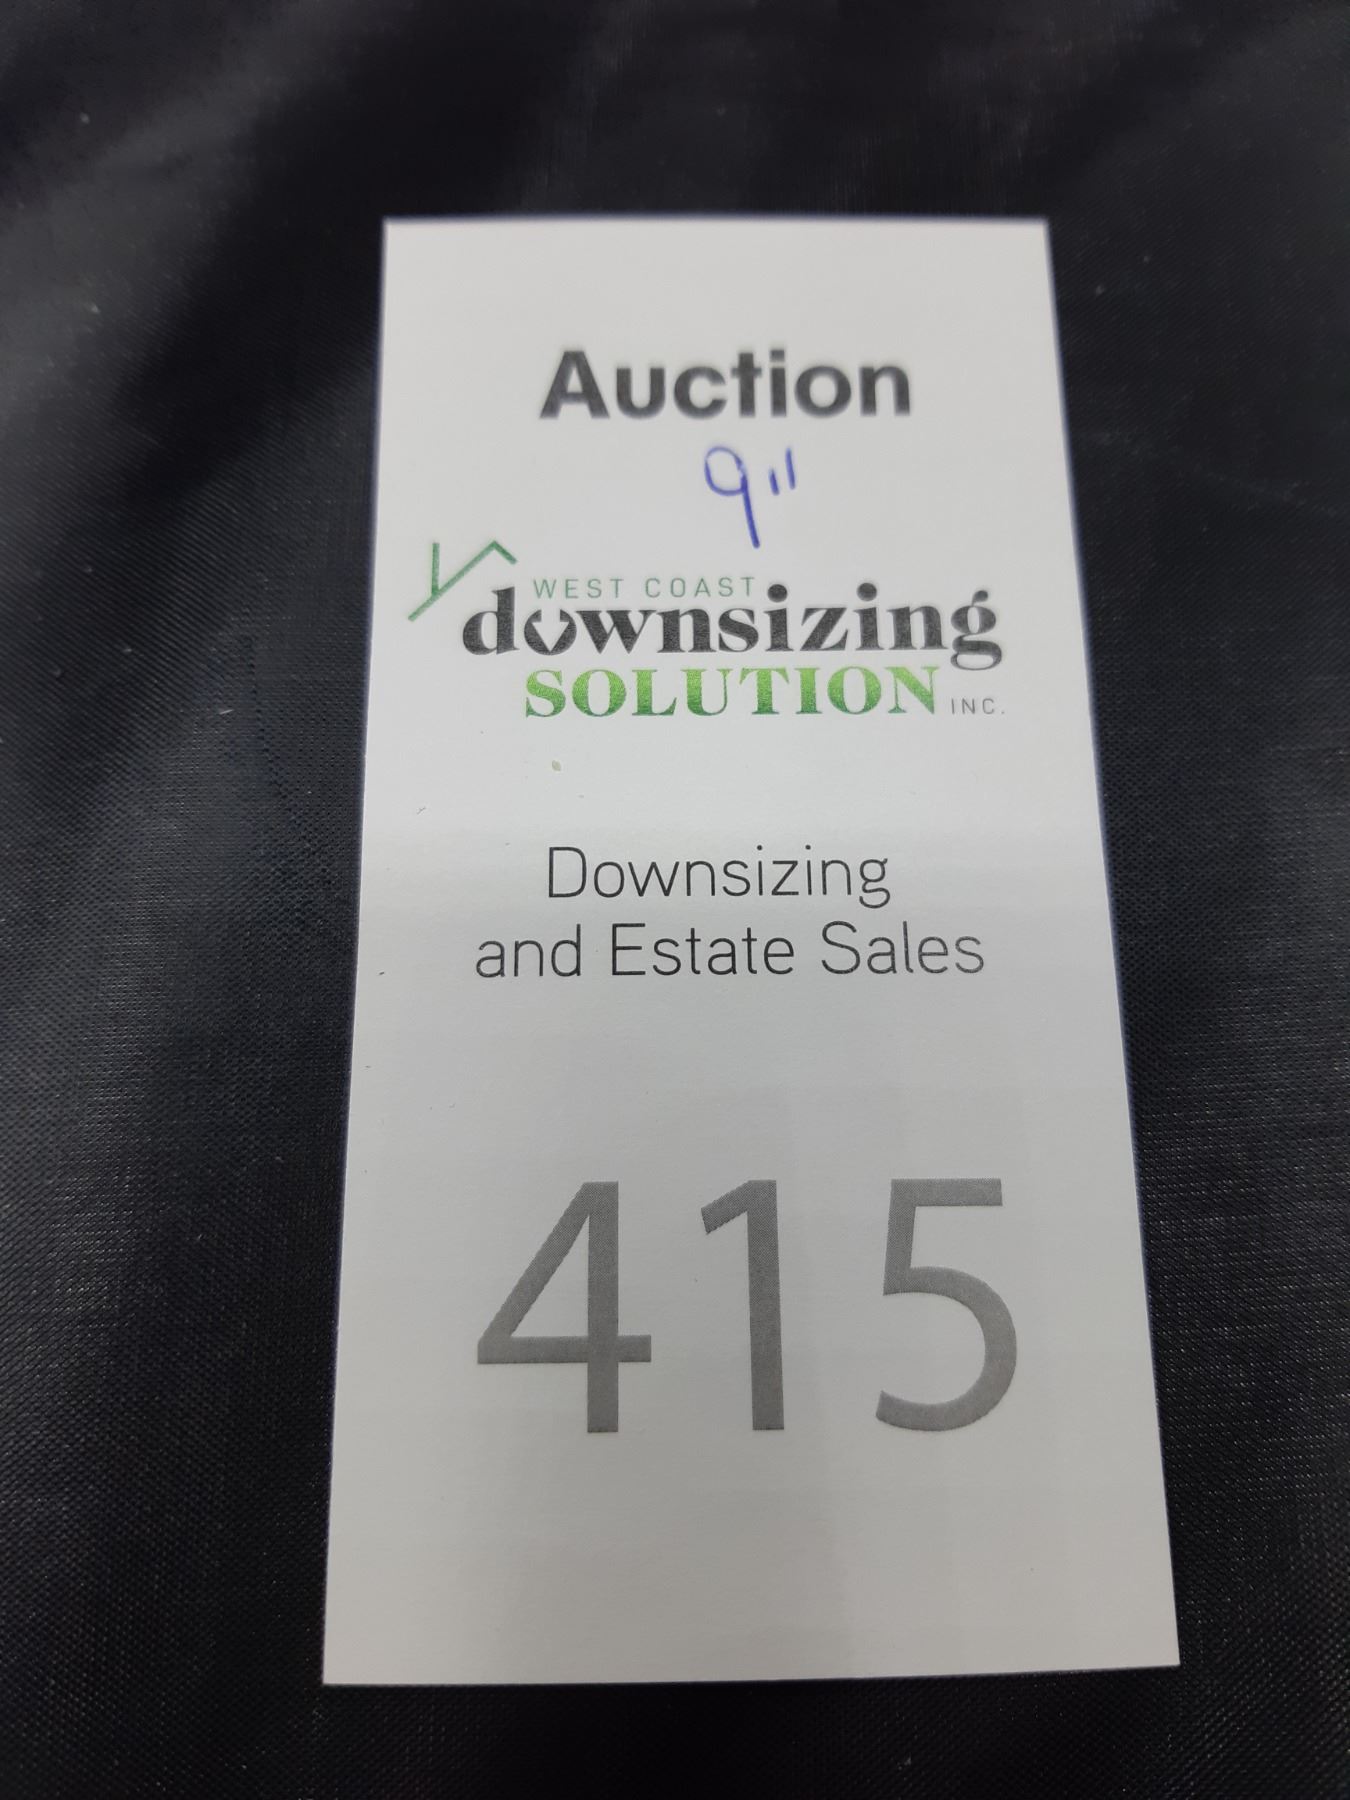 Auction
9"
WEST COAST
downsizing
SOLUTION INC.
Downsizing
and Estate Sales
415